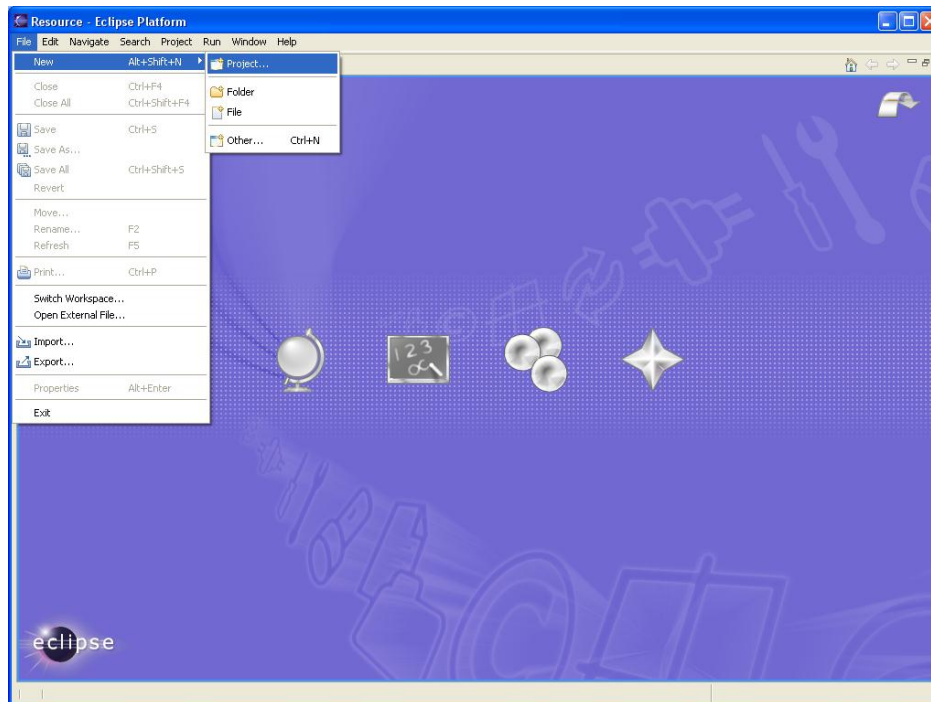 Resource - Eclipse Platform
File Edit Navigate Search Project Run Window Help
New Alt+Shift+N
Project...
Close Ctrl+F4
Folder
Close All Ctrl+Shift+F4
File
Save Ctrl+S
Other... Ctrl+N
Save As...
Save All Ctrl+Shift+S
Revert
Move...
Rename... F2
Refresh F5
Print... Ctrl+P
Switch Workspace...
Open External File...
Import...
Export...
123
Properties Alt+Enter
Exit
eclipse